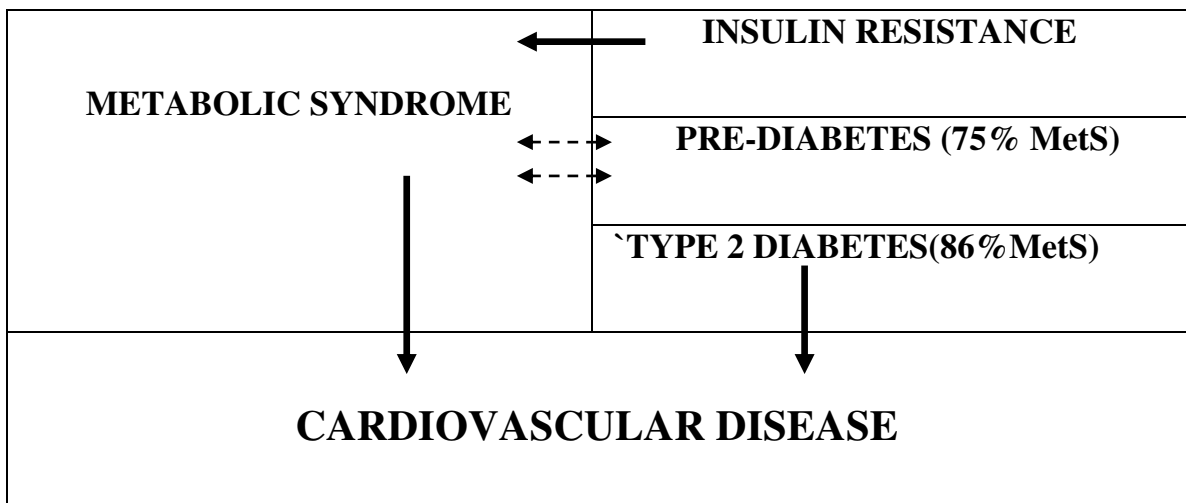 INSULIN RESISTANCE
METABOLIC SYNDROME
PRE-DIABETES (75% MetS)
`TYPE 2 DIABETES(86%MetS)
CARDIOVASCULAR DISEASE